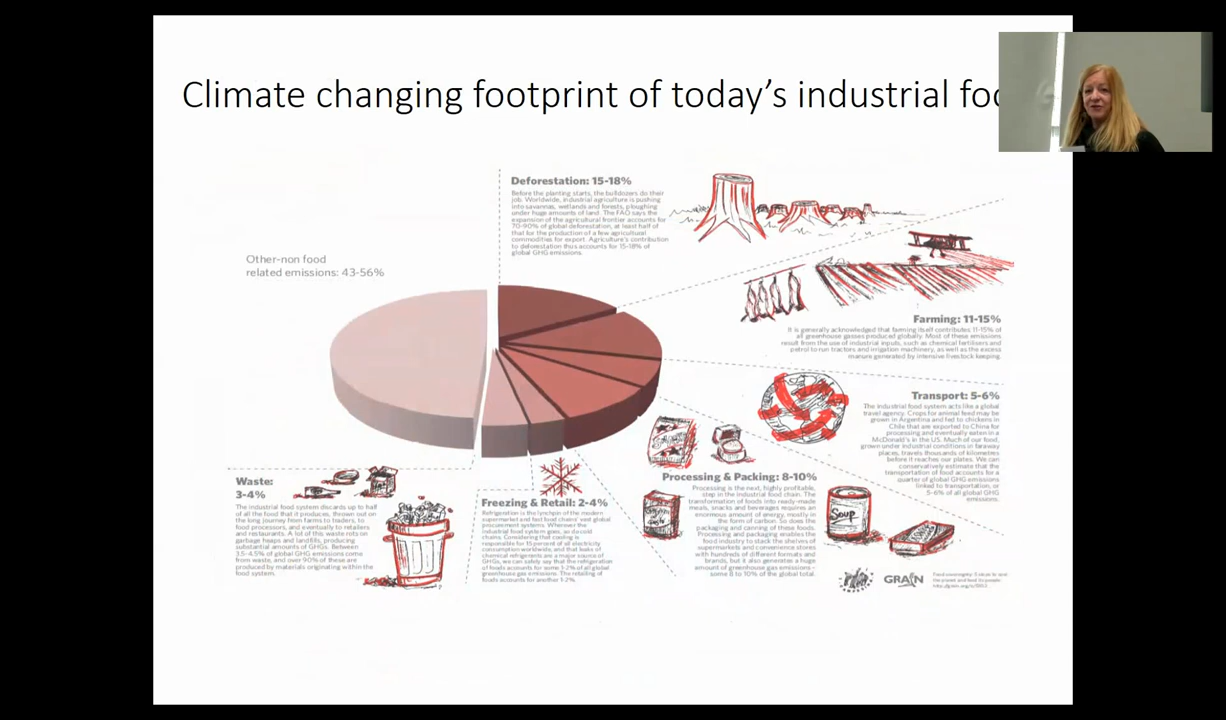 Climate changing footprint of today's industrial foo
Deforestation: 15-18%
Before the planting starts, the bulldozers do their
job. Worldwide, industrial agriculture is pushing
into savannas, wetlands and forests, ploughing
under huge amounts of land. The FAO says the
expansion of the agricultural frontier accounts for
70-90% of global deforestation, at least half of
that for the production of a few agricultural
commodities for export. Agriculture's contribution
to deforestation thus accounts for 15-18% of
global GHG emissions.
Other-non food
related emissions: 43-56%
Farming: 11-15%
It is generally acknowledged that farming itself contributes 11-15% of
all greenhouse gasses produced globally. Most of these emissions
result from the use of industrial inputs, such as chemical fertilisers and
petrol to run tractors and irrigation machinery, as well as the excess
manure generated by intensive livestock keeping.
Transport: 5-6%
The industrial food system acts like a global
travel agency. Crops for animal feed may be
grown in Argentina and fed to chickens in
Chile that are exported to China for
processing and eventually eaten in a
McDonald's in the US. Much of our food,
grown under industrial conditions in faraway
places, travels thousands of kilometres
before it reaches our plates. We can
conservatively estimate that the
transportation of food accounts for a
quarter of global GHG emissions
linked to transportation, or
5-6% of all global GHG
emissions.
Processing & Packing: 8-10%
Processing is the next, highly profitable,
step in the industrial food chain. The
transformation of foods into ready-made
meals, snacks and beverages requires an
enormous amount of energy, mostly in
the form of carbon. So does the
packaging and canning of these foods.
Processing and packaging enables the
food industry to stack the shelves of
supermarkets and convenience stores
with hundreds of different formats and
brands, but it also generates a huge
amount of greenhouse gas emissions –
some 8 to 10% of the global total.
Soup
Freezing & Retail: 2-4%
Refrigeration is the lynchpin of the modern
supermarket and fast food chains' vast global
procurement systems. Wherever the
industrial food system goes, so do cold
chains. Considering that cooling is
responsible for 15 percent of all electricity
consumption worldwide, and that leaks of
chemical refrigerants are a major source of
GHGs, we can safely say that the refrigeration
of foods accounts for some 1-2% of all global
greenhouse gas emissions. The retailing of
foods accounts for another 1-2%.
Waste:
3-4%
The industrial food system discards up to half
of all the food that it produces, thrown out on
the long journey from farms to traders, to
food processors, and eventually to retailers
and restaurants. A lot of this waste rots on
garbage heaps and landfills, producing
substantial amounts of GHGs. Between
3.5-4.5% of global GHG emissions come
from waste, and over 90% of these are
produced by materials originating within the
food system.
GRAIN